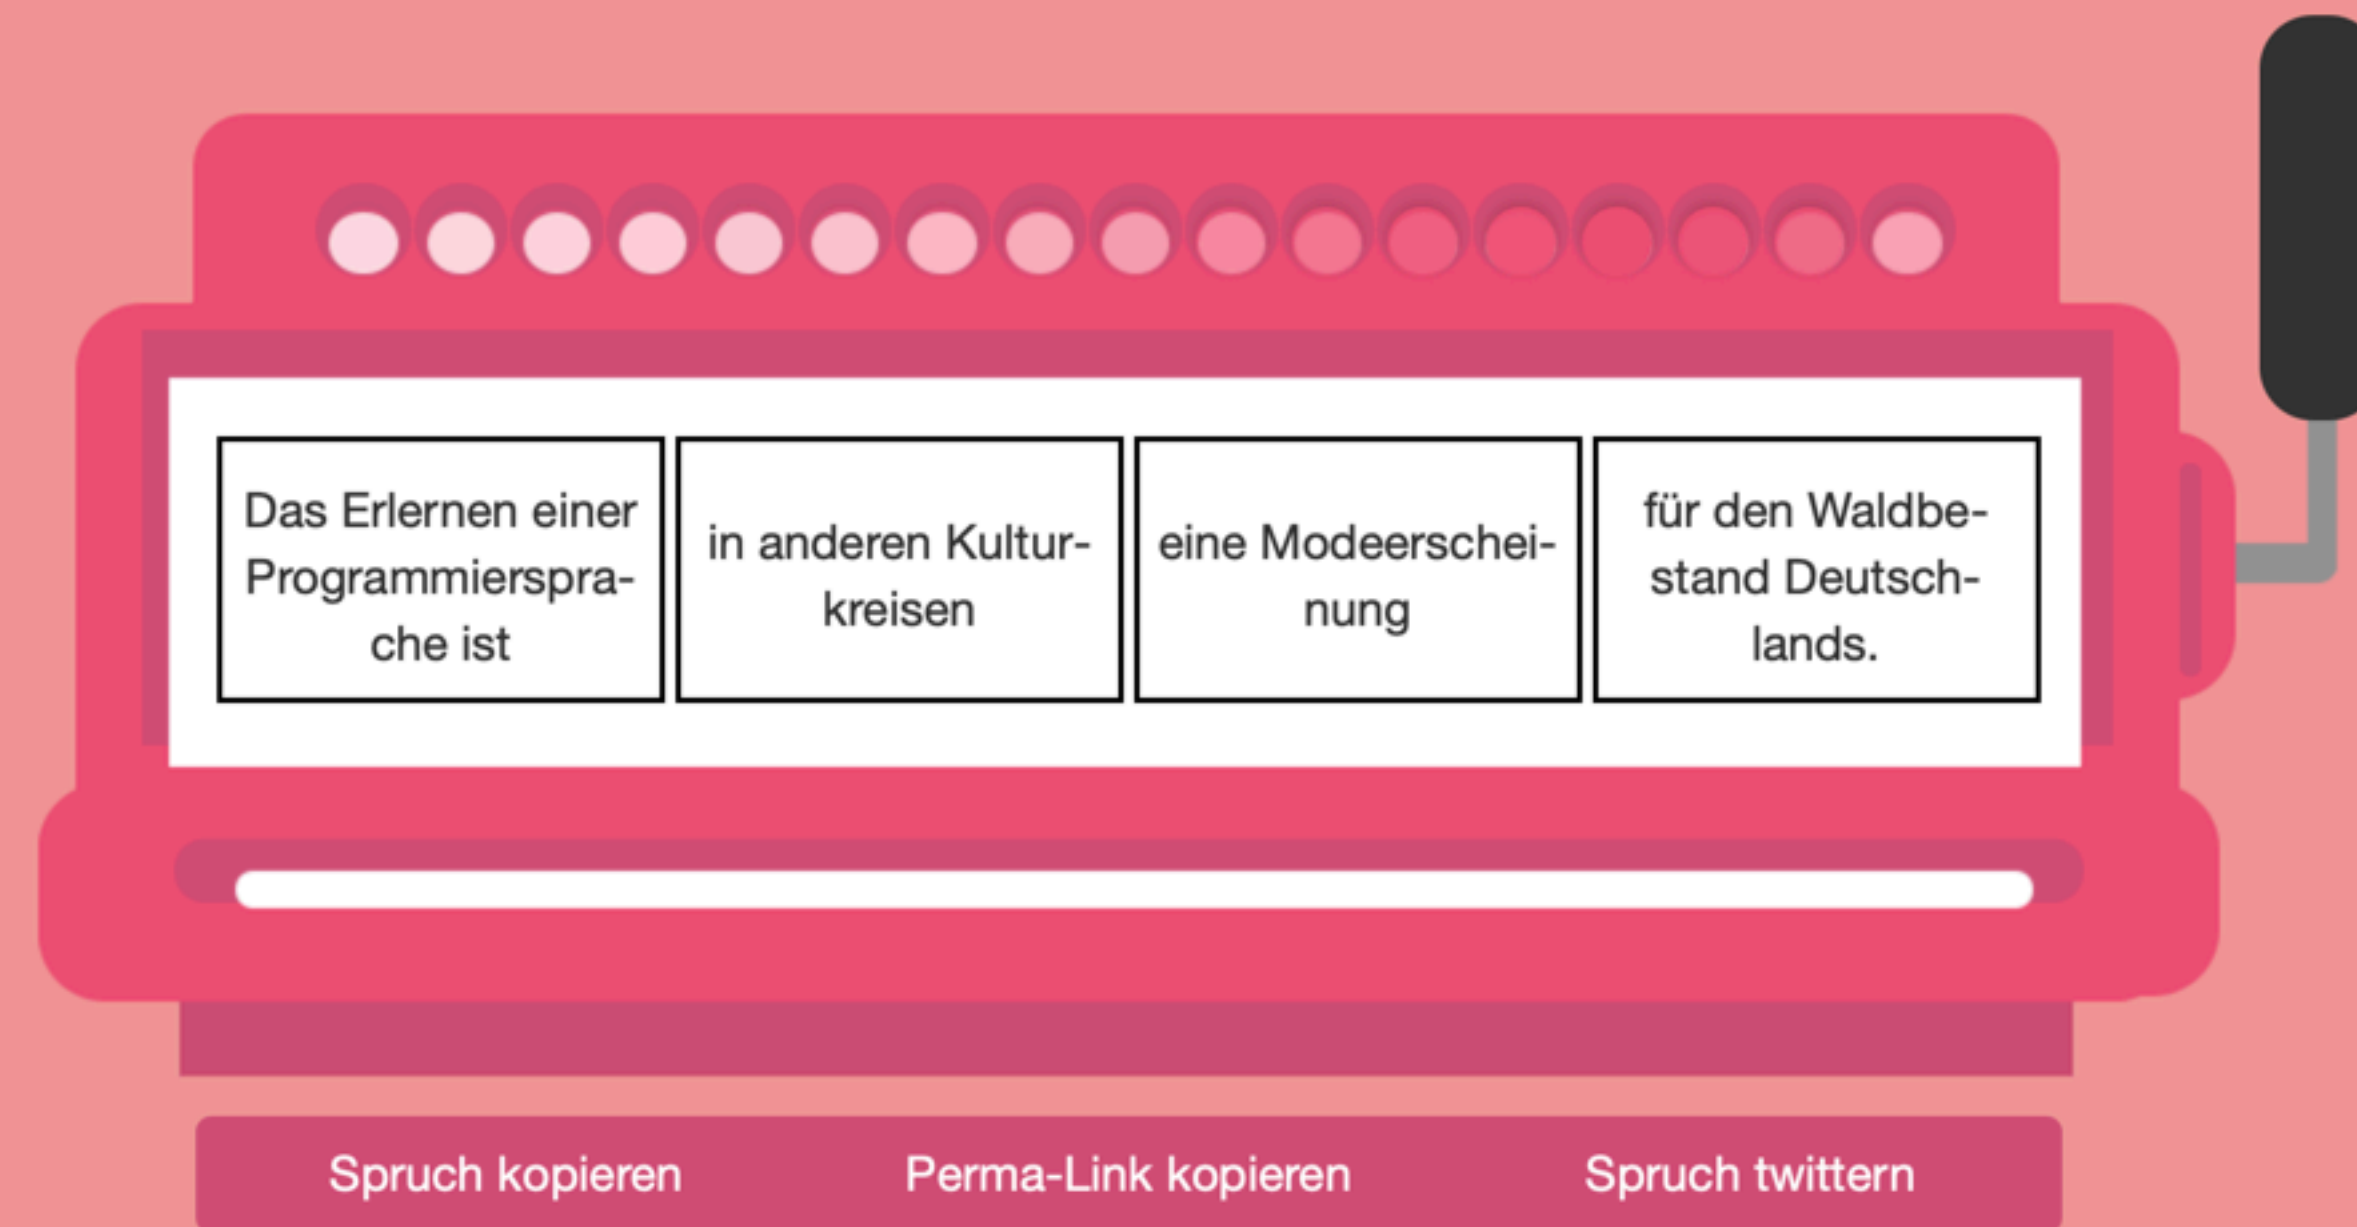 Das Erlernen einer
Programmierspra-
che ist
in anderen Kultur-
kreisen
eine Modeerschei-
nung
für den Waldbe-
stand Deutsch-
lands.
Spruch kopieren
Perma-Link kopieren
Spruch twittern